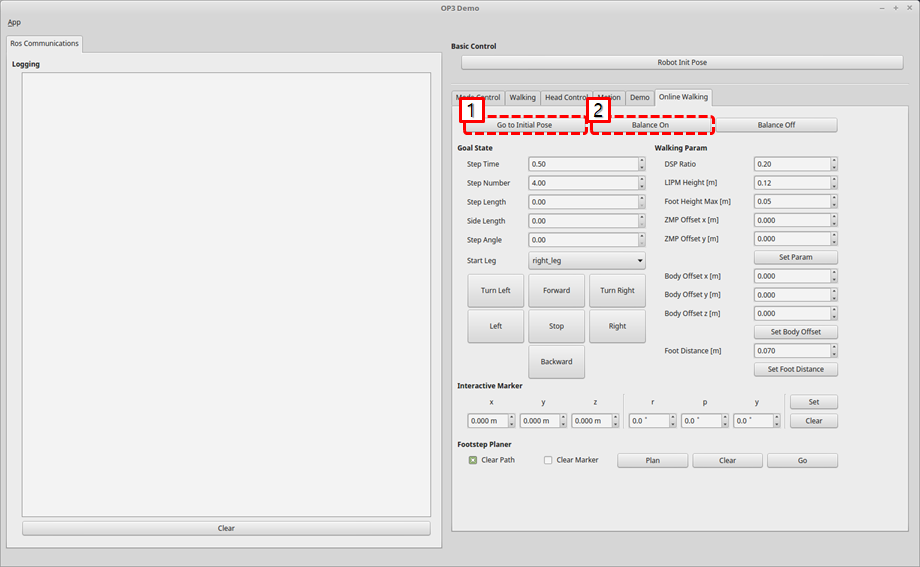 OP3 Demo
App
Ros Communications
Logging
Clear
Basic Control
Robot Init Pose
Mode Control Walking Head Control Motion Demo Online Walking
1 2
Go to Initial Pose Balance On Balance Off
Goal State Walking Param
Step Time 0.50 DSP Ratio 0.20
Step Number 4.00 LIPM Height [m] 0.12
Step Length 0.00 Foot Height Max [m] 0.05
Side Length 0.00 ZMP Offset x [m] 0.000
Step Angle 0.00 ZMP Offset y [m] 0.000
Start Leg right_leg Set Param
Turn Left Forward Turn Right Body Offset x [m] 0.000
Body Offset y [m] 0.000
Left Stop Right Body Offset z [m] 0.000
Set Body Offset
Backward Foot Distance [m] 0.070
Set Foot Distance
Interactive Marker
x y z r p y Set
0.000 m 0.000 m 0.000 m 0.0 ° 0.0 ° 0.0 ° Clear
Footstep Planer
Clear Path Clear Marker Plan Clear Go